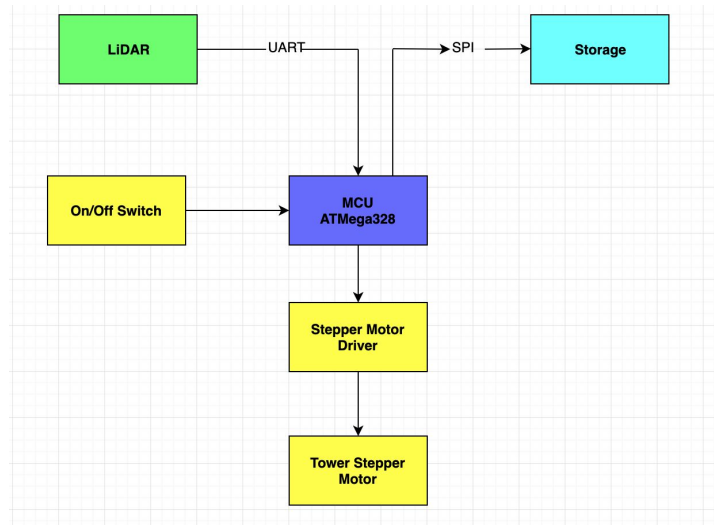 LiDAR
UART
SPI
Storage
On/Off Switch
MCU
ATMega328
Stepper Motor
Driver
Tower Stepper
Motor